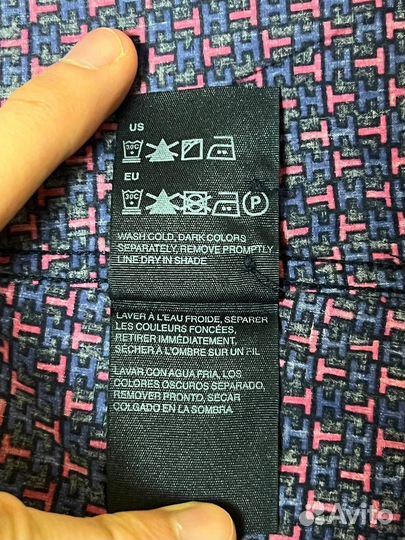 US
30C
EU
30C
P
WASH COLD, DARK COLORS
SEPARATELY, REMOVE PROMPTLY
LINE DRY IN SHADE
LAVER À L'EAU FROIDE, SÉPARER
LES COULEURS FONCÉES,
RETIRER IMMÉDIATEMENT,
SÉCHER À L'OMBRE SUR UN FIL
LAVAR CON AGUA FRIA, LOS
COLORES OSCUROS SEPARADO,
REMOVER PRONTO, SECAR
COLGADO EN LA SOMBRA
Avito